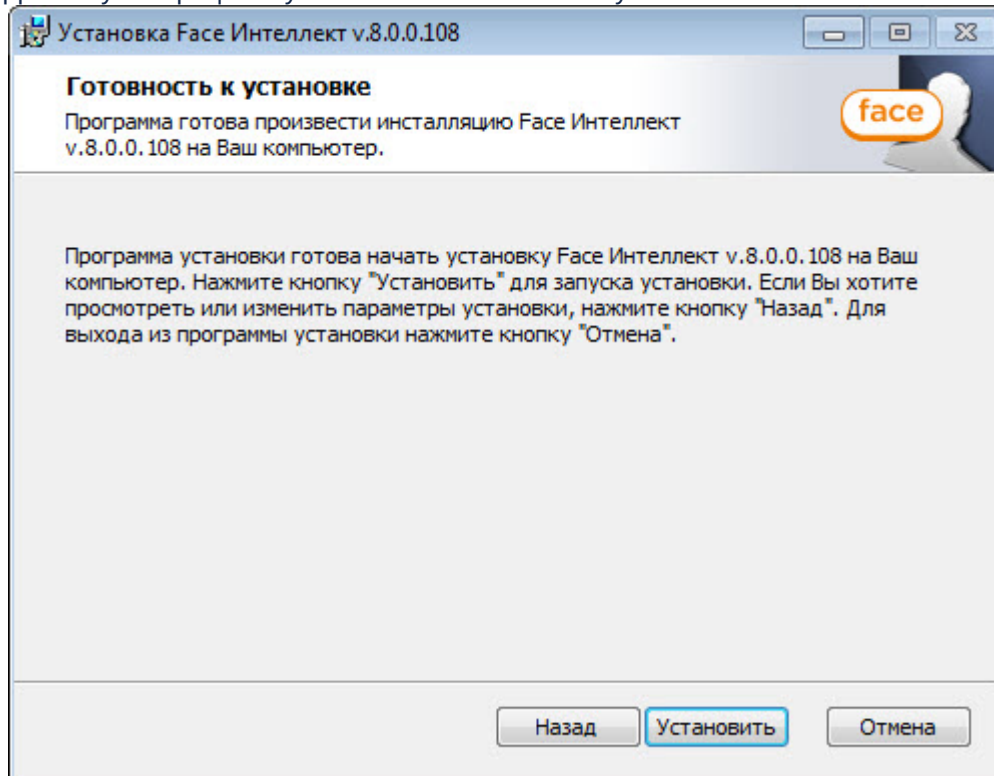 Установка Face Интеллект v.8.0.0.108
Готовность к установке
Программа готова произвести инсталляцию Face Интеллект
v.8.0.0.108 на Ваш компьютер.
face
Программа установки готова начать установку Face Интеллект v.8.0.0.108 на Ваш
компьютер. Нажмите кнопку "Установить" для запуска установки. Если Вы хотите
просмотреть или изменить параметры установки, нажмите кнопку "Назад". Для
выхода из программы установки нажмите кнопку "Отмена".
Назад Установить Отмена